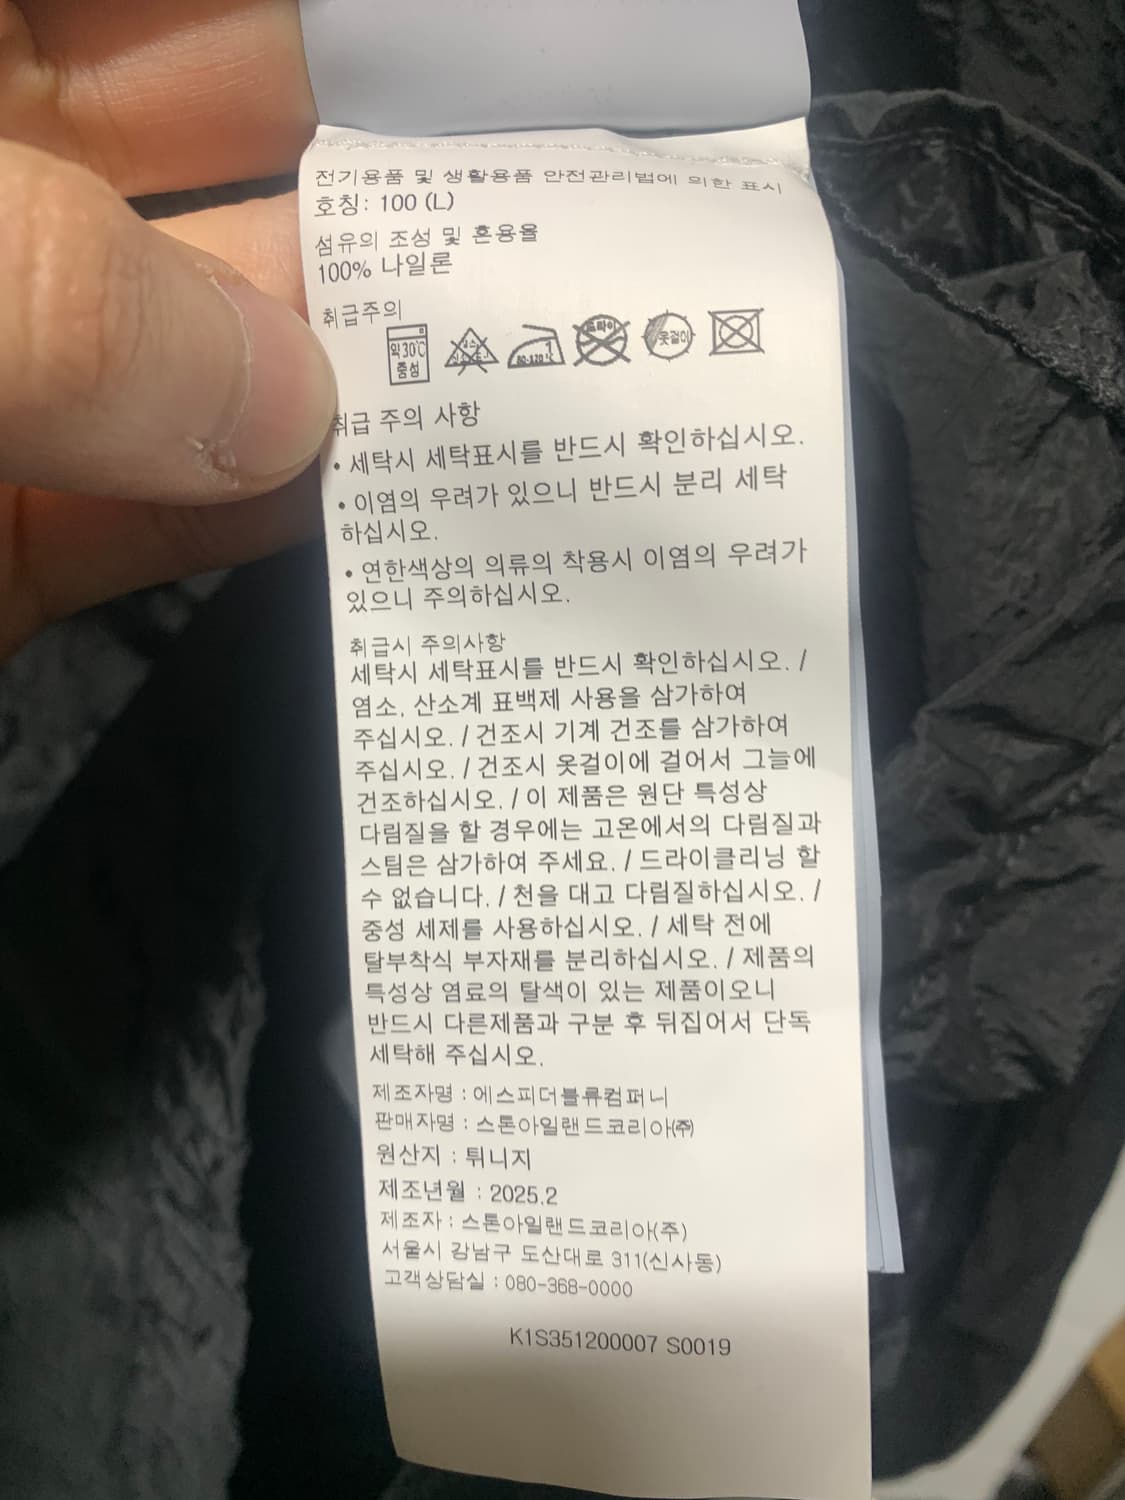 전기용품 및 생활용품 안전관리법에 의한 표시
호칭: 100 (L)
섬유의 조성 및 혼용율
100% 나일론
취급주의
약 30℃
중성
드라이
옷걸이
80-120℃
1
취급 주의 사항
• 세탁시 세탁표시를 반드시 확인하십시오.
• 이염의 우려가 있으니 반드시 분리 세탁
하십시오.
• 연한색상의 의류의 착용시 이염의 우려가
있으니 주의하십시오.
취급시 주의사항
세탁시 세탁표시를 반드시 확인하십시오. /
염소, 산소계 표백제 사용을 삼가하여
주십시오. / 건조시 기계 건조를 삼가하여
주십시오. / 건조시 옷걸이에 걸어서 그늘에
건조하십시오. / 이 제품은 원단 특성상
다림질을 할 경우에는 고온에서의 다림질과
스팀은 삼가하여 주세요. / 드라이클리닝 할
수 없습니다. / 천을 대고 다림질하십시오. /
중성 세제를 사용하십시오. / 세탁 전에
탈부착식 부자재를 분리하십시오. / 제품의
특성상 염료의 탈색이 있는 제품이오니
반드시 다른제품과 구분 후 뒤집어서 단독
세탁해 주십시오.
제조자명 : 에스피더블류컴퍼니
판매자명 : 스톤아일랜드코리아㈜
원산지 : 튀니지
제조년월 : 2025.2
제조자 : 스톤아일랜드코리아(주)
서울시 강남구 도산대로 311(신사동)
고객상담실 : 080-368-0000
K1S351200007 S0019